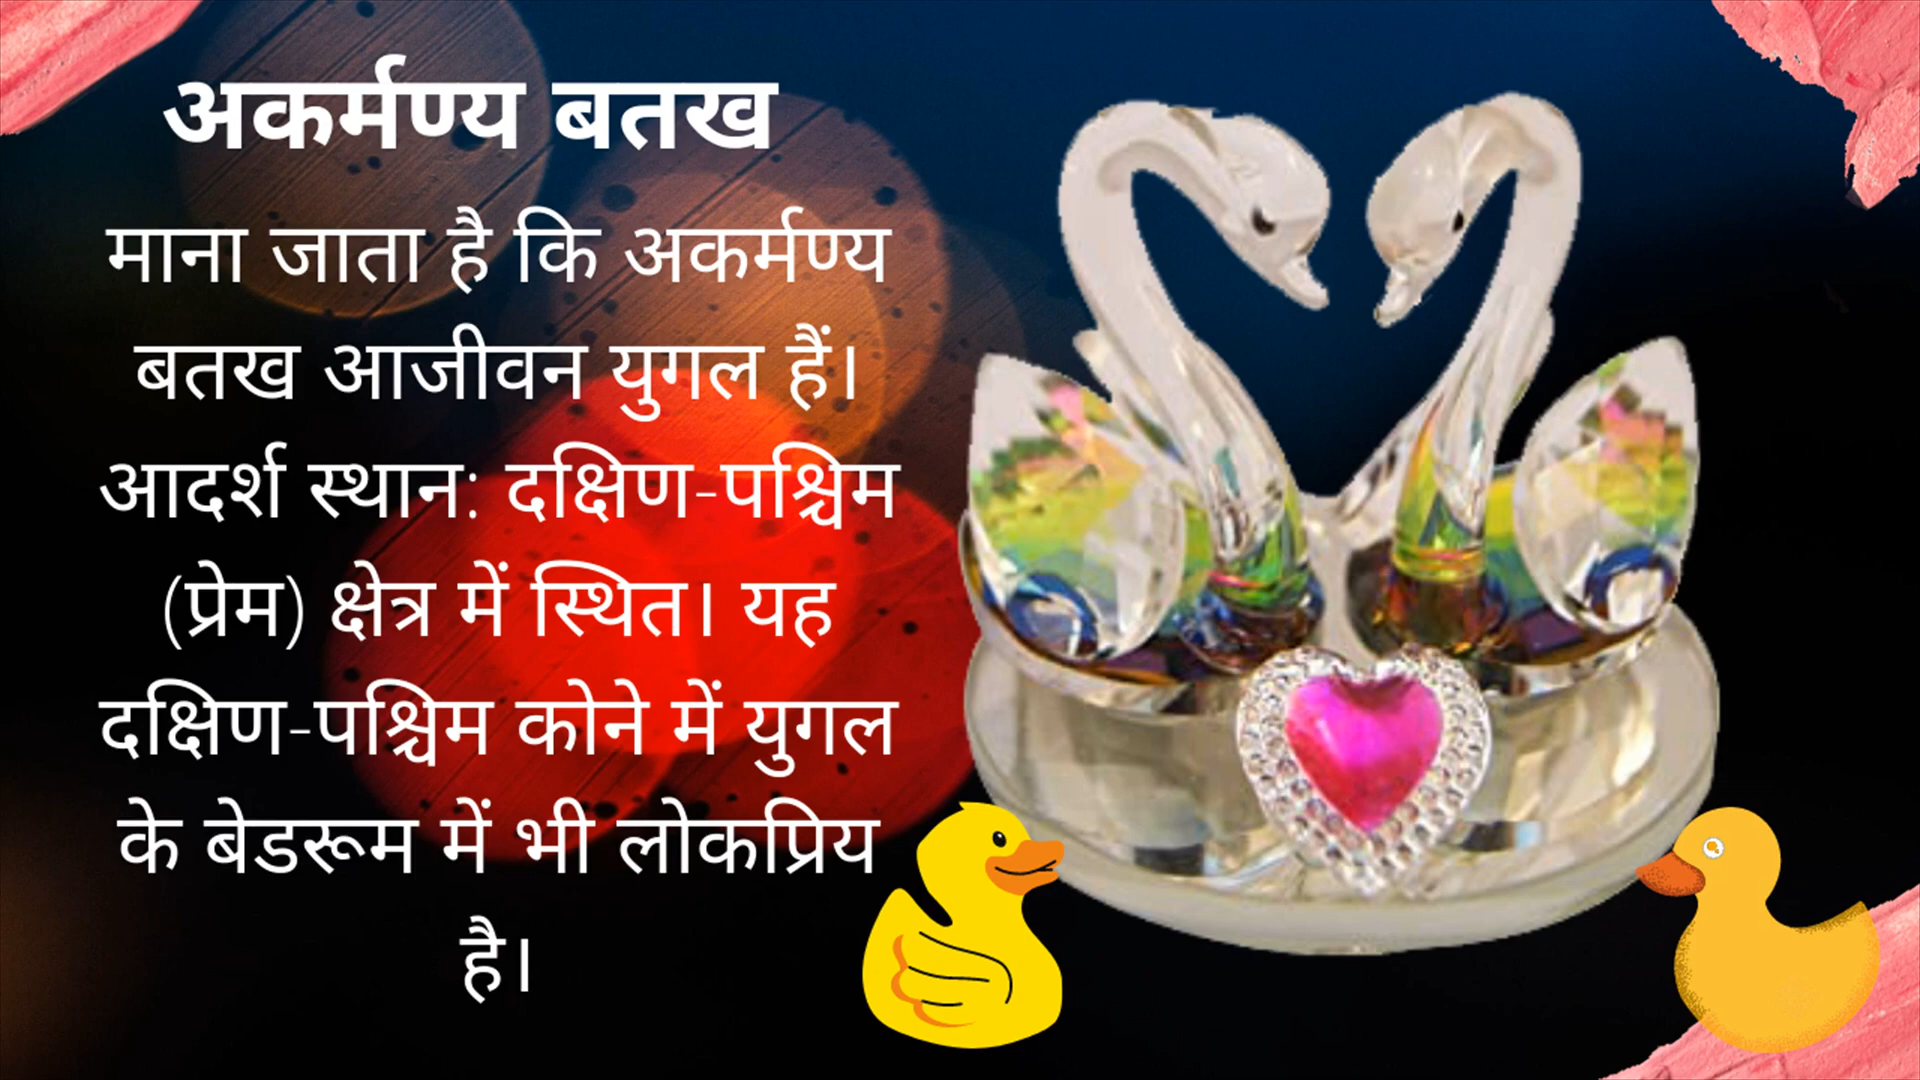 अकर्मण्य बतख
माना जाता है कि अकर्मण्य
बतख आजीवन युगल हैं।
आदर्श स्थान: दक्षिण-पश्चिम
(प्रेम) क्षेत्र में स्थित। यह
दक्षिण-पश्चिम कोने में युगल
के बेडरूम में भी लोकप्रिय
है।